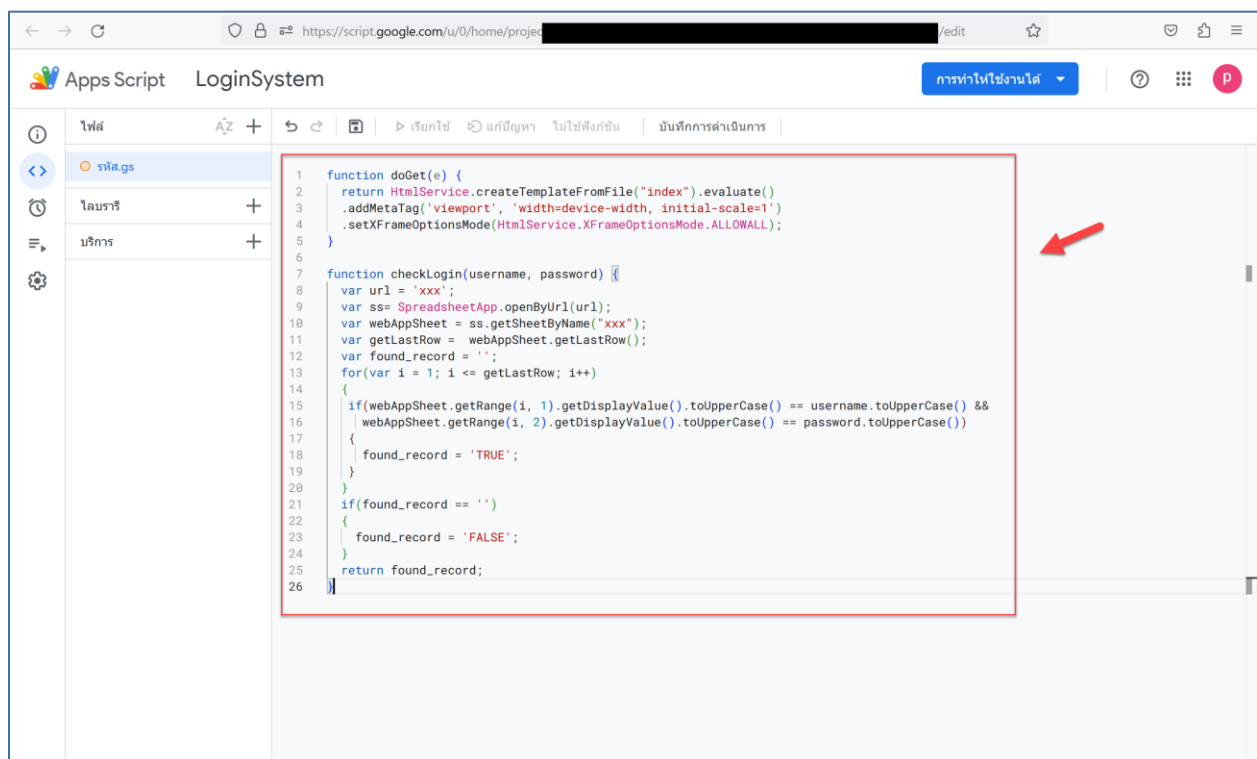 https://script.google.com/u/0/home/projec /edit
Apps Script LoginSystem การทำให้ใช้งานได้ p
ไฟล์ AZ เรียกใช้ แก้ปัญหา ไม่ใช่ฟังก์ชัน บันทึกการดำเนินการ
รหัส.gs
ไลบรารี
บริการ
1 function doGet(e) {
2 return HtmlService.createTemplateFromFile("index").evaluate()
3 .addMetaTag('viewport', 'width=device-width, initial-scale=1')
4 .setXFrameOptionsMode(HtmlService.XFrameOptionsMode.ALLOWALL);
5 }
6
7 function checkLogin(username, password) {
8 var url = 'xxx';
9 var ss= SpreadsheetApp.openByUrl(url);
10 var webAppSheet = ss.getSheetByName("xxx");
11 var getLastRow = webAppSheet.getLastRow();
12 var found_record = '';
13 for(var i = 1; i <= getLastRow; i++)
14 {
15 if(webAppSheet.getRange(i, 1).getDisplayValue().toUpperCase() == username.toUpperCase() &&
16 webAppSheet.getRange(i, 2).getDisplayValue().toUpperCase() == password.toUpperCase())
17 {
18 found_record = 'TRUE';
19 }
20 }
21 if(found_record == '')
22 {
23 found_record = 'FALSE';
24 }
25 return found_record;
26 }